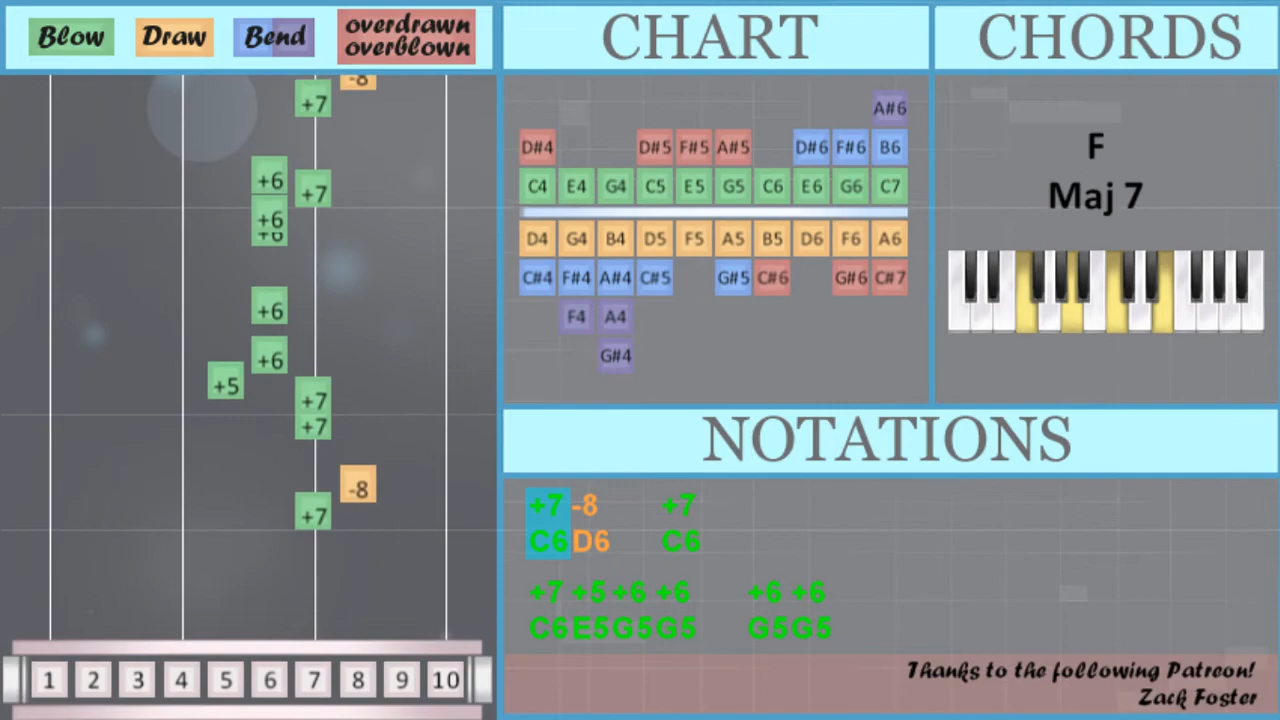 Blow Draw Bend overdrawn
overblown
CHART
CHORDS
-8
+7
+6
+7
+6
+6
+6
+6
+5
+7
+7
-8
+7
1 2 3 4 5 6 7 8 9 10
A#6
D#4 D#5 F#5 A#5 D#6 F#6 B6
C4 E4 G4 C5 E5 G5 C6 E6 G6 C7
D4 G4 B4 D5 F5 A5 B5 D6 F6 A6
C#4 F#4 A#4 C#5 G#5 C#6 G#6 C#7
F4 A4
G#4
F
Maj 7
NOTATIONS
+7 -8 +7
C6 D6 C6
+7 +5 +6 +6 +6 +6
C6 E5 G5 G5 G5 G5
Thanks to the following Patreon!
Zack Foster